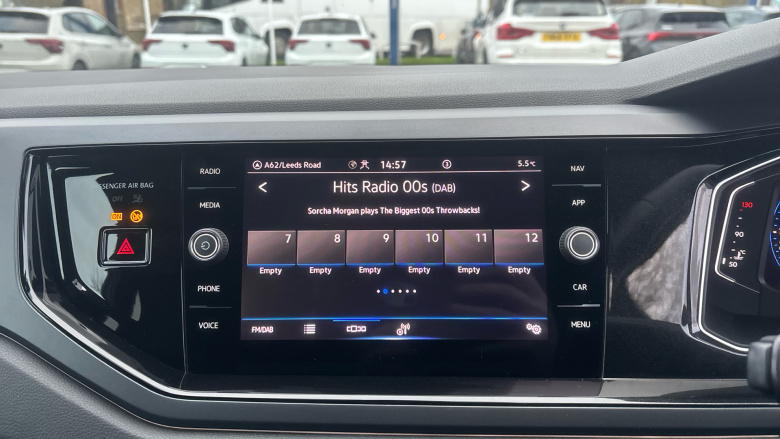 PASSENGER AIR BAG
OFF
ON
RADIO
MEDIA
PHONE
VOICE
A62/Leeds Road
14:57
3
5.5°C
< Hits Radio 00s (DAB) >
Sorcha Morgan plays The Biggest 00s Throwbacks!
7 8 9 10 11 12
Empty Empty Empty Empty Empty Empty
FM/DAB
NAV
APP
CAR
MENU
130
90
50